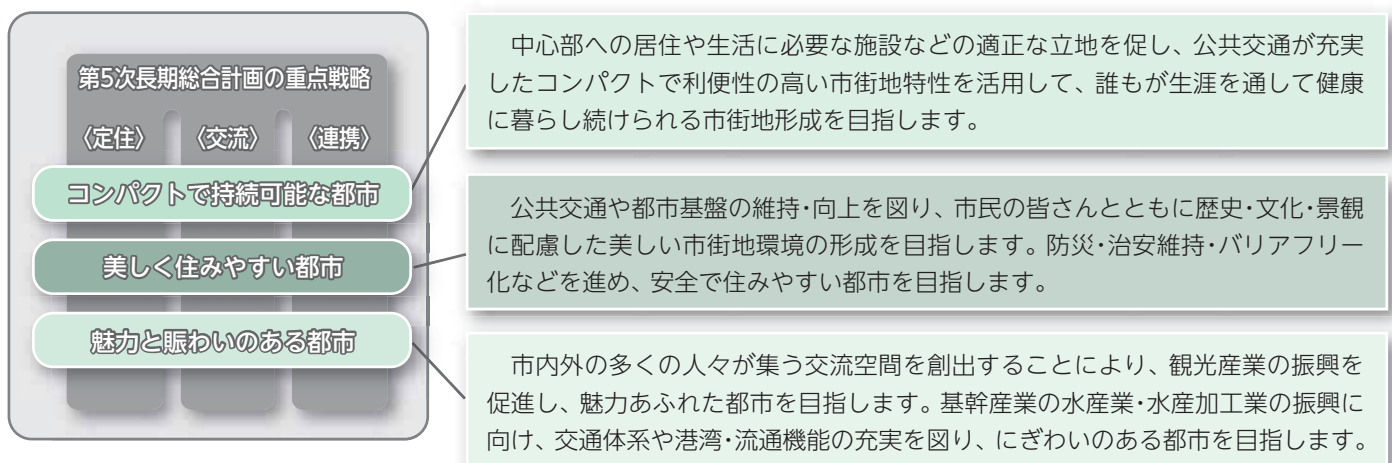 第5次長期総合計画の重点戦略
〈定住〉 〈交流〉 〈連携〉
コンパクトで持続可能な都市
美しく住みやすい都市
魅力と賑わいのある都市
中心部への居住や生活に必要な施設などの適正な立地を促し、公共交通が充実
したコンパクトで利便性の高い市街地特性を活用して、誰もが生涯を通して健康
に暮らし続けられる市街地形成を目指します。
公共交通や都市基盤の維持・向上を図り、市民の皆さんとともに歴史・文化・景観
に配慮した美しい市街地環境の形成を目指します。防災・治安維持・バリアフリー
化などを進め、安全で住みやすい都市を目指します。
市内外の多くの人々が集う交流空間を創出することにより、観光産業の振興を
促進し、魅力あふれた都市を目指します。基幹産業の水産業・水産加工業の振興に
向け、交通体系や港湾・流通機能の充実を図り、にぎわいのある都市を目指します。